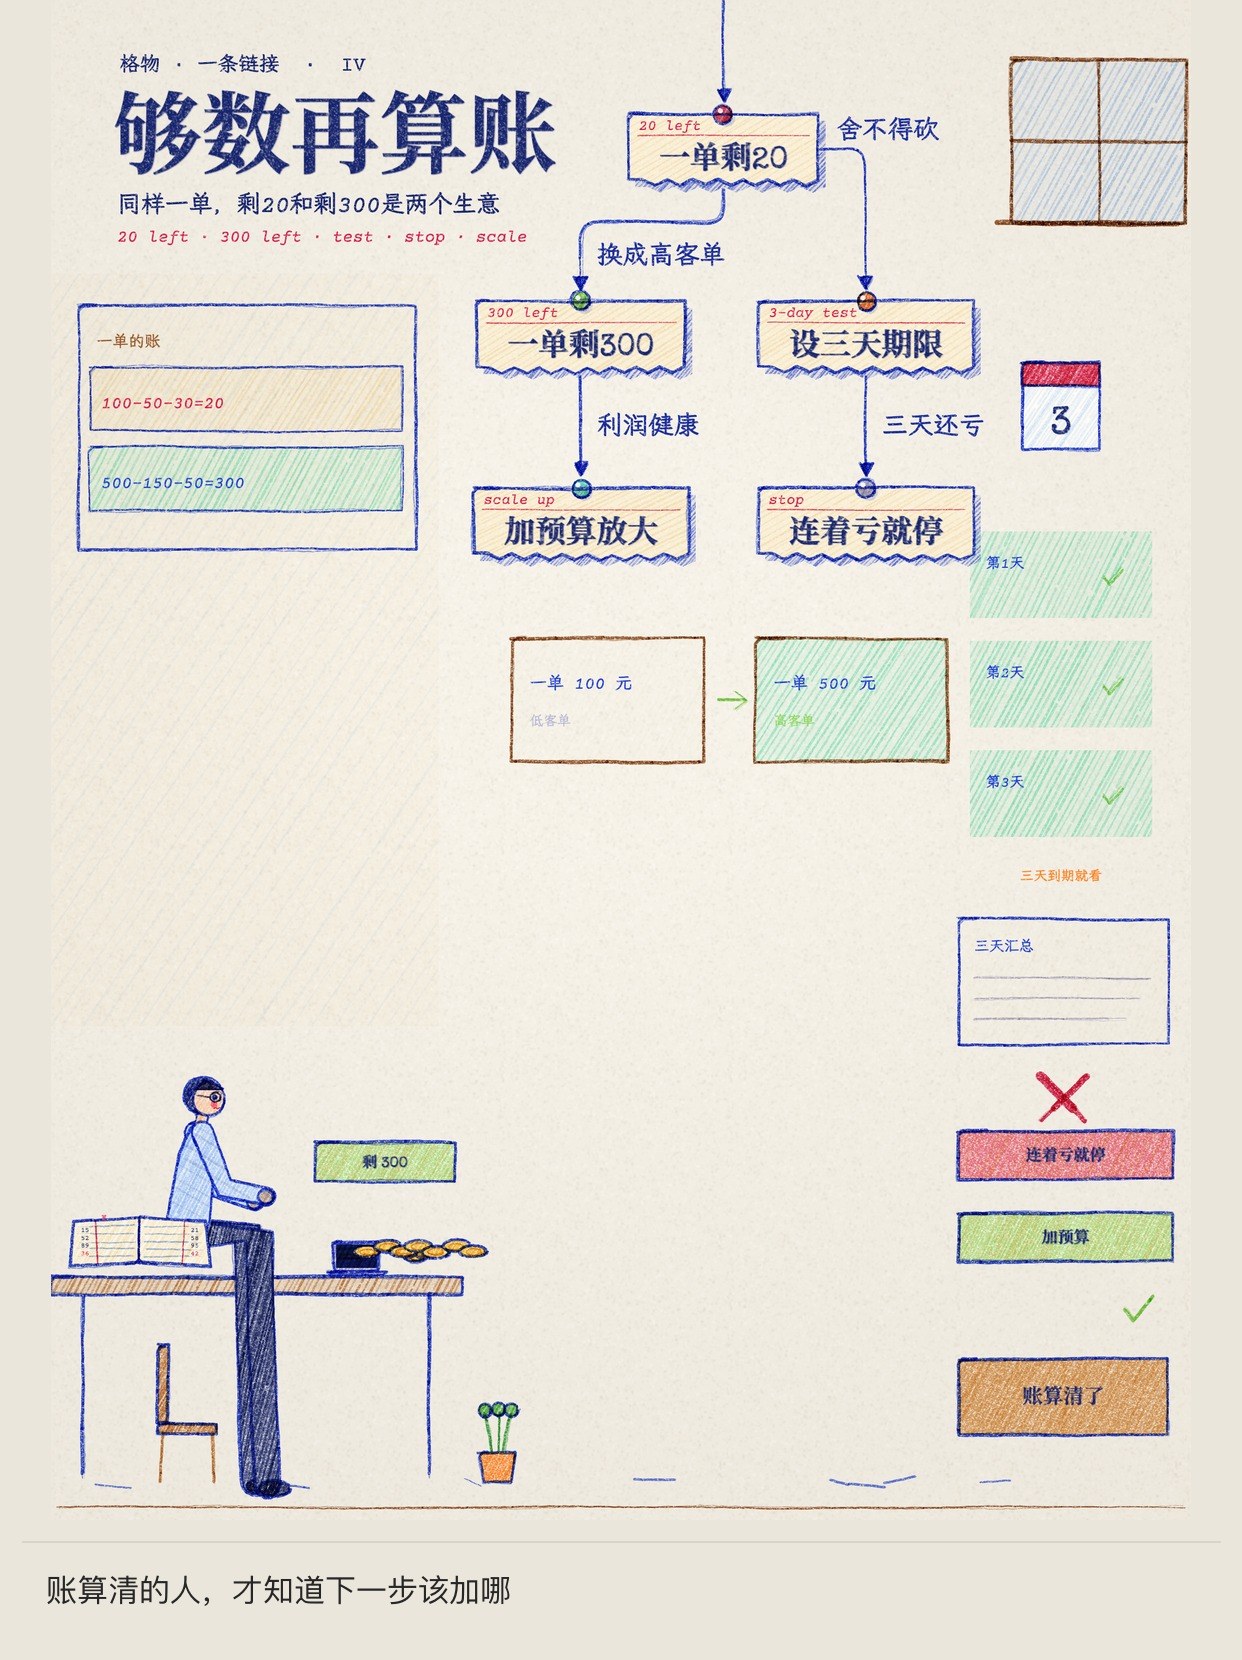 格物 · 一条链接 · IV
够数再算账
同样一单, 剩20和剩300是两个生意
20 left · 300 left · test · stop · scale
20 left
一单剩20
舍不得砍
换成高客单
300 left
一单剩300
3-day test
设三天期限
3
利润健康
三天还亏
scale up
加预算放大
stop
连着亏就停
一单的账
100-50-30=20
500-150-50=300
第1天
第2天
第3天
三天到期就看
一单 100 元
低客单
一单 500 元
高客单
三天汇总
连着亏就停
加预算
账算清了
剩 300
账算清的人，才知道下一步该加哪